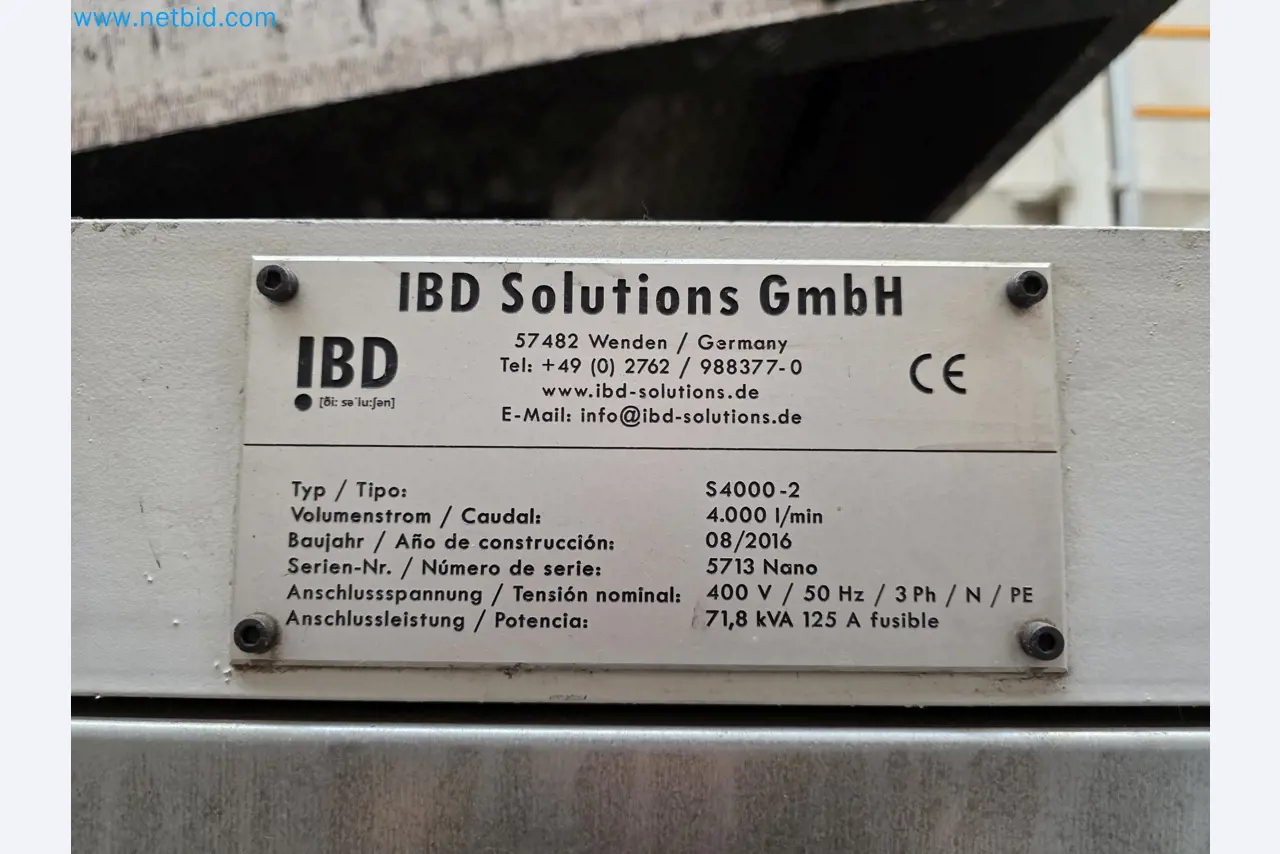 www.netbid.com
IBD Solutions GmbH
57482 Wenden / Germany
Tel: +49 (0) 2762 / 988377-0
www.ibd-solutions.de
E-Mail: info@ibd-solutions.de
IBD
[ði: sə'lu:ʃən]
CE
Typ / Tipo: S4000-2
Volumenstrom / Caudal: 4.000 l/min
Baujahr / Año de construcción: 08/2016
Serien-Nr. / Número de serie: 5713 Nano
Anschlussspannung / Tensión nominal: 400 V / 50 Hz / 3 Ph / N / PE
Anschlussleistung / Potencia: 71,8 kVA 125 A fusible